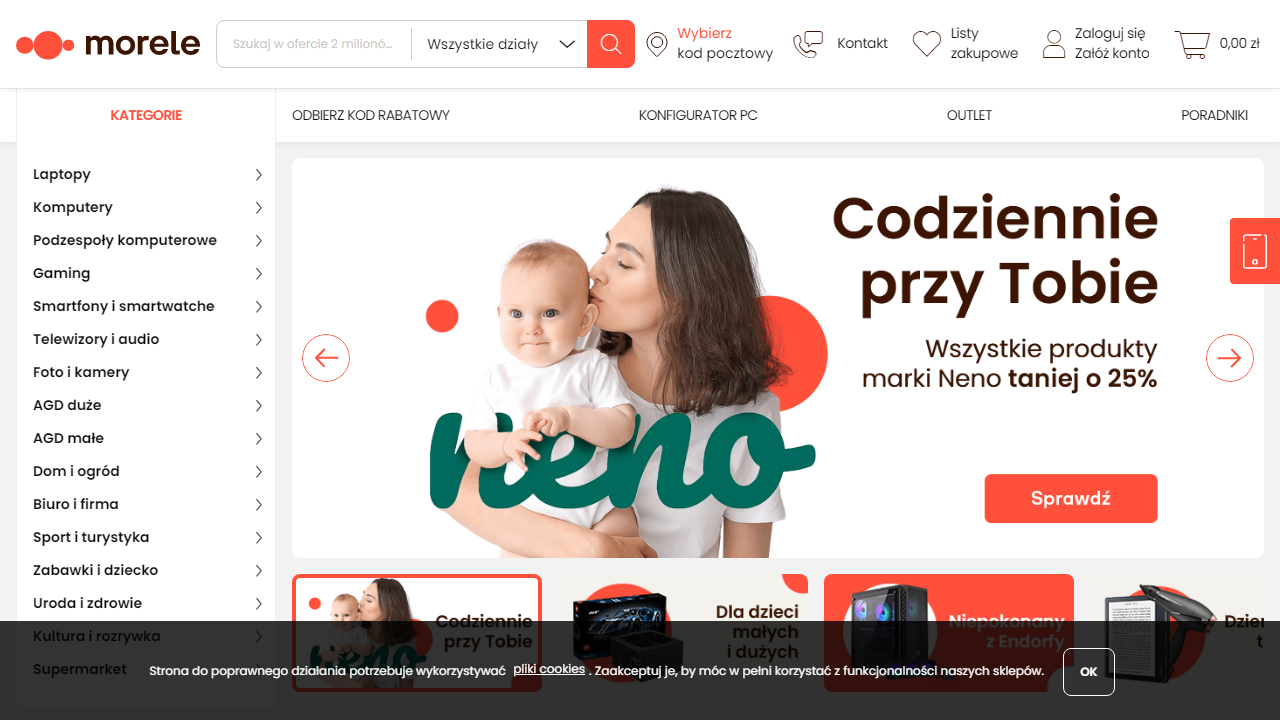 morele
Szukaj w ofercie 2 milionó...
Wszystkie działy
Wybierz
kod pocztowy
Kontakt
Listy
zakupowe
Zaloguj się
Załóż konto
0,00 zł
KATEGORIE
ODBIERZ KOD RABATOWY
KONFIGURATOR PC
OUTLET
PORADNIKI
Laptopy
Komputery
Podzespoły komputerowe
Gaming
Smartfony i smartwatche
Telewizory i audio
Foto i kamery
AGD duże
AGD małe
Dom i ogród
Biuro i firma
Sport i turystyka
Zabawki i dziecko
Uroda i zdrowie
Kultura i rozrywka
Supermarket
Codziennie
przy Tobie
Wszystkie produkty
marki Neno taniej o 25%
neno
Sprawdź
Codziennie
przy Tobie
neno
Dla dzieci
małych
i dużych
Niepokonany
z Endorfy
Strona do poprawnego działania potrzebuje wykorzystywać pliki cookies . Zaakceptuj je, by móc w pełni korzystać z funkcjonalności naszych sklepów.
OK